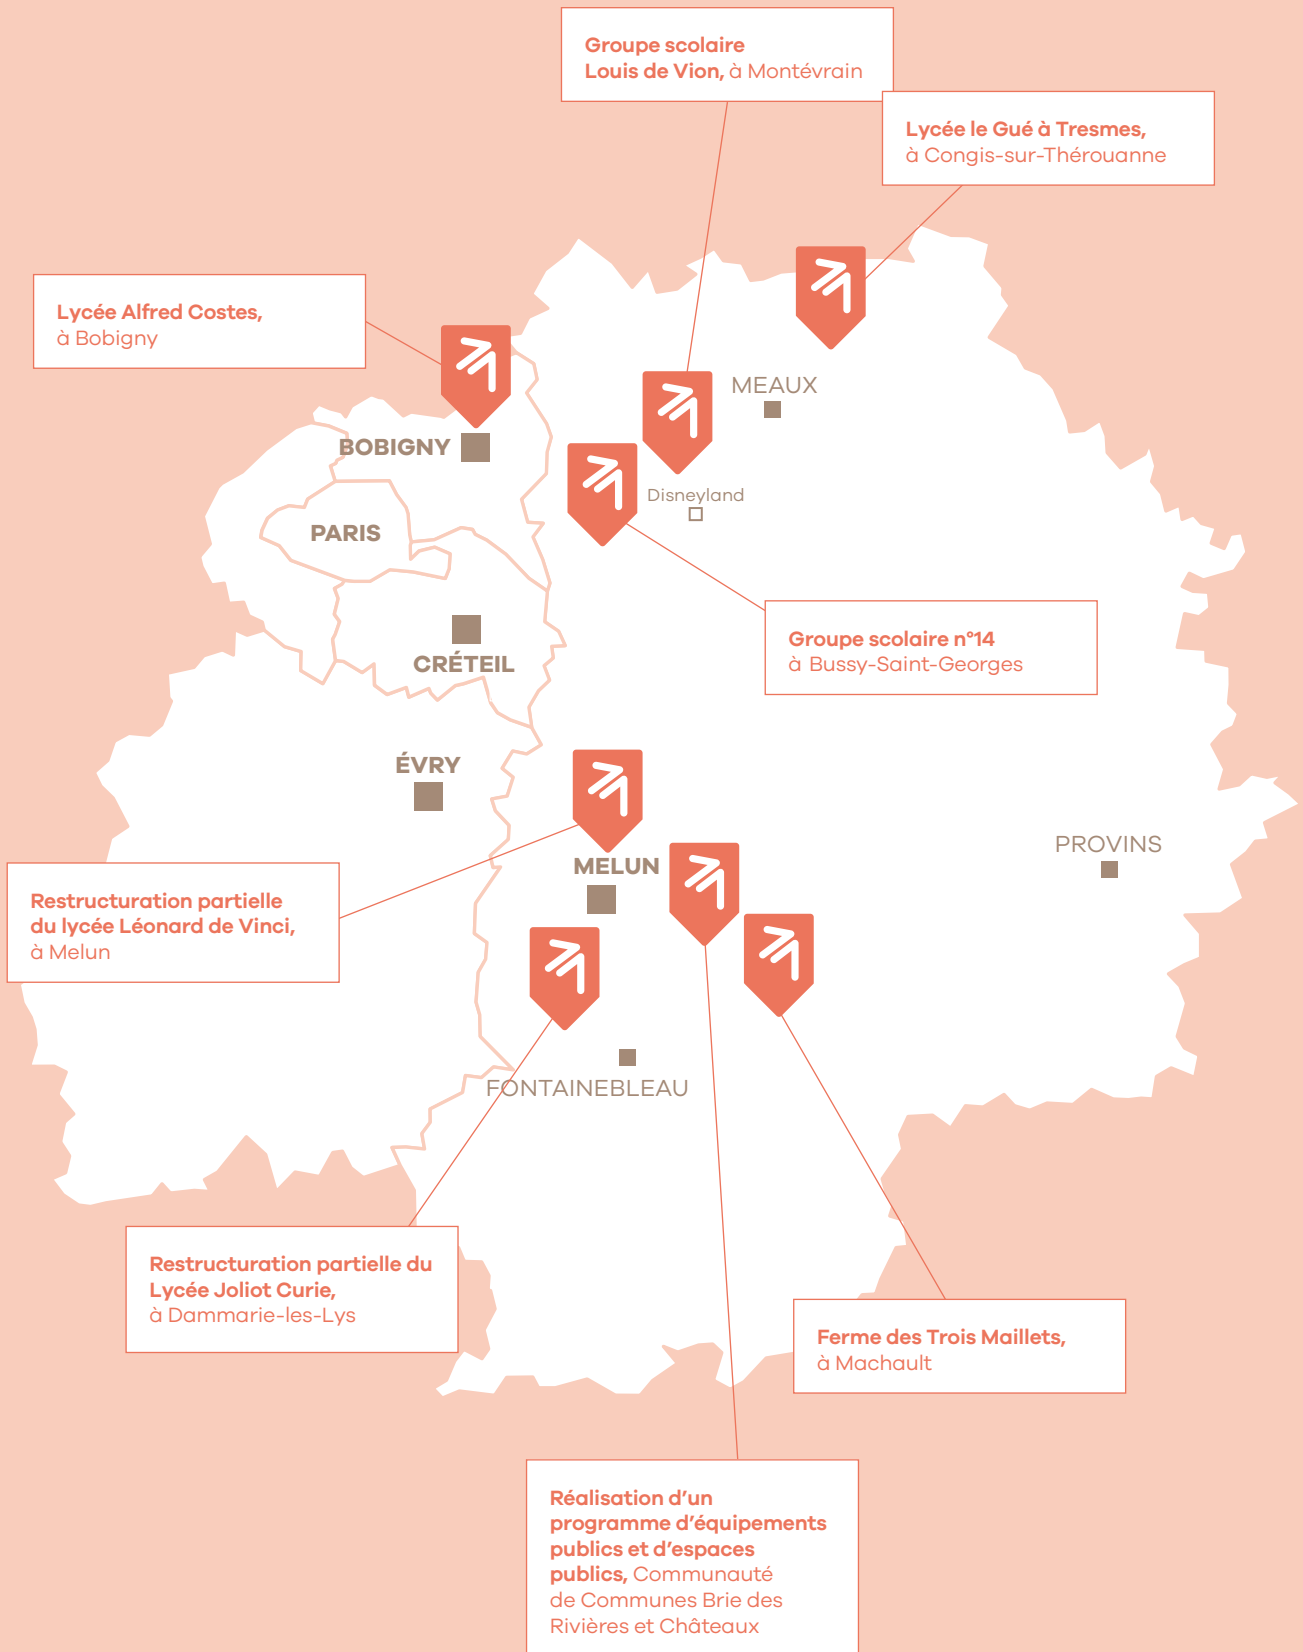 Groupe scolaire
Louis de Vion, à Montévrain
Lycée le Gué à Tresmes,
à Congis-sur-Thérouanne
Lycée Alfred Costes,
à Bobigny
MEAUX
BOBIGNY
Disneyland
PARIS
Groupe scolaire n°14
à Bussy-Saint-Georges
CRÉTEIL
ÉVRY
PROVINS
MELUN
Restructuration partielle
du lycée Léonard de Vinci,
à Melun
FONTAINEBLEAU
Restructuration partielle du
Lycée Joliot Curie,
à Dammarie-les-Lys
Ferme des Trois Maillets,
à Machault
Réalisation d’un
programme d’équipements
publics et d’espaces
publics, Communauté
de Communes Brie des
Rivières et Châteaux